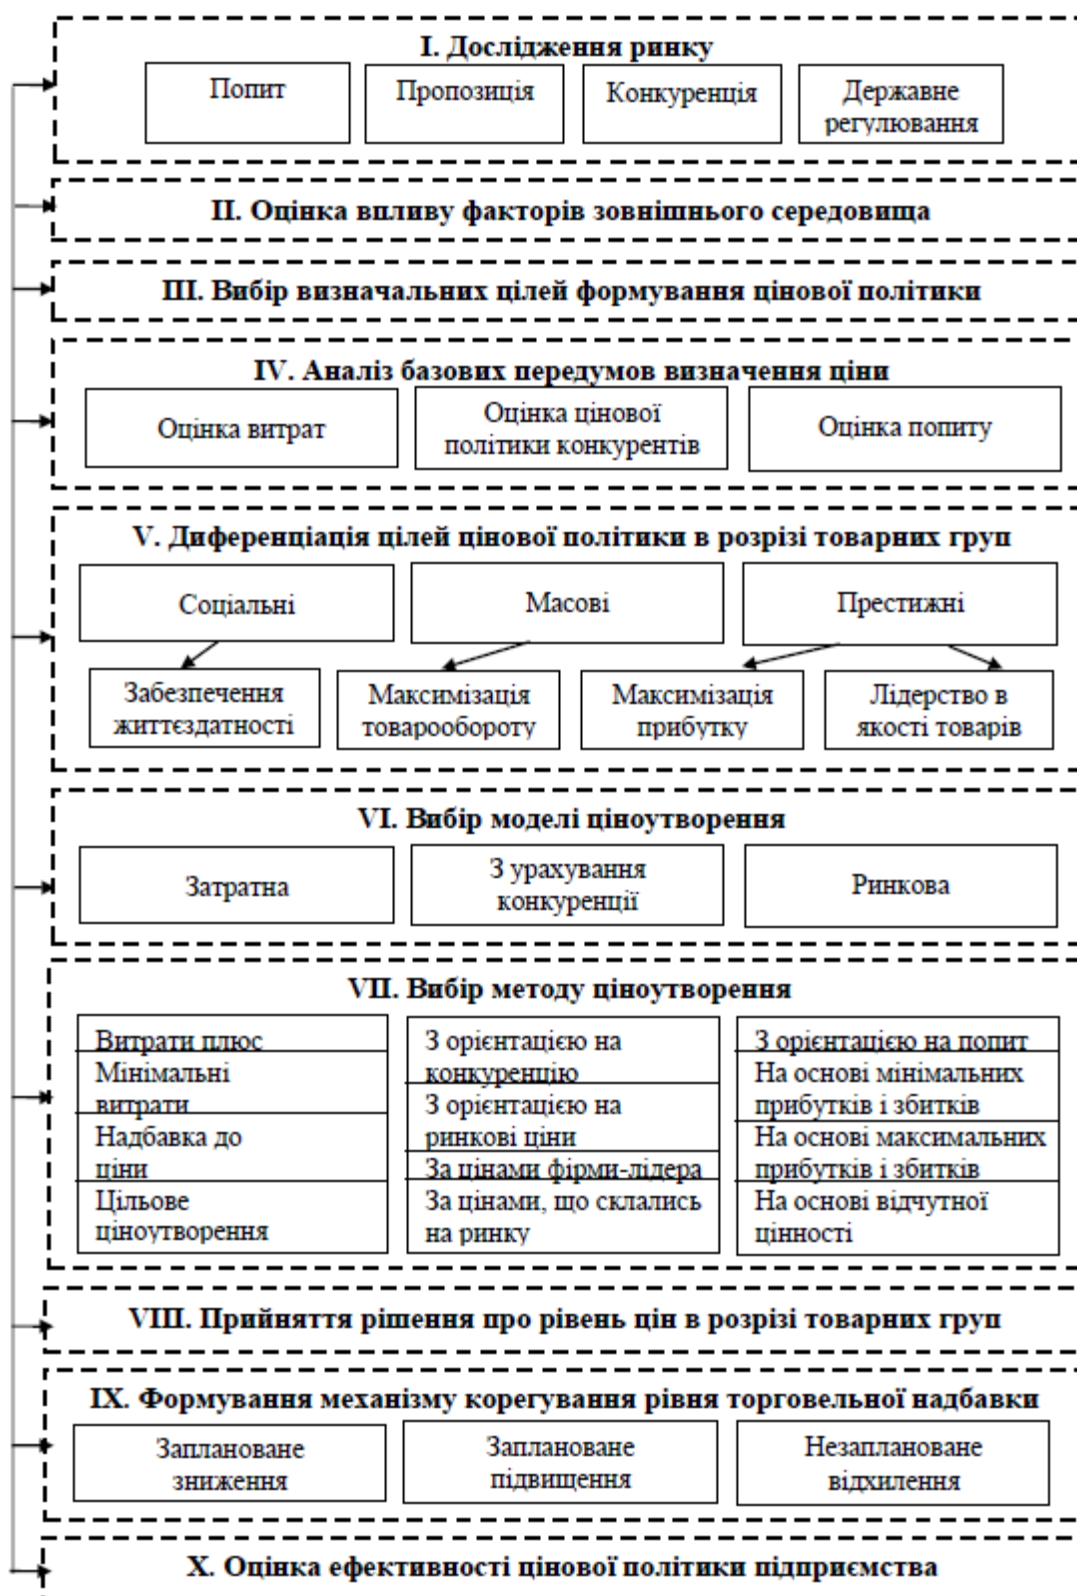 I. Дослідження ринку
Попит
Пропозиція
Конкуренція
Державне
регулювання
II. Оцінка впливу факторів зовнішнього середовища
III. Вибір визначальних цілей формування цінової політики
IV. Аналіз базових передумов визначення ціни
Оцінка витрат
Оцінка цінової
політики конкурентів
Оцінка попиту
V. Диференціація цілей цінової політики в розрізі товарних груп
Соціальні
Масові
Престижні
Забезпечення
життєздатності
Максимізація
товарообороту
Максимізація
прибутку
Лідерство в
якості товарів
VI. Вибір моделі ціноутворення
Затратна
З урахування
конкуренції
Ринкова
VII. Вибір методу ціноутворення
Витрати плюс
Мінімальні
витрати
Надбавка до
ціни
Цільове
ціноутворення
З орієнтацією на
конкуренцію
З орієнтацією на
ринкові ціни
За цінами фірми-лідера
За цінами, що склались
на ринку
З орієнтацією на попит
На основі мінімальних
прибутків і збитків
На основі максимальних
прибутків і збитків
На основі відчутної
цінності
VIII. Прийняття рішення про рівень цін в розрізі товарних груп
IX. Формування механізму корегування рівня торговельної надбавки
Заплановане
зниження
Заплановане
підвищення
Незаплановане
відхилення
X. Оцінка ефективності цінової політики підприємства